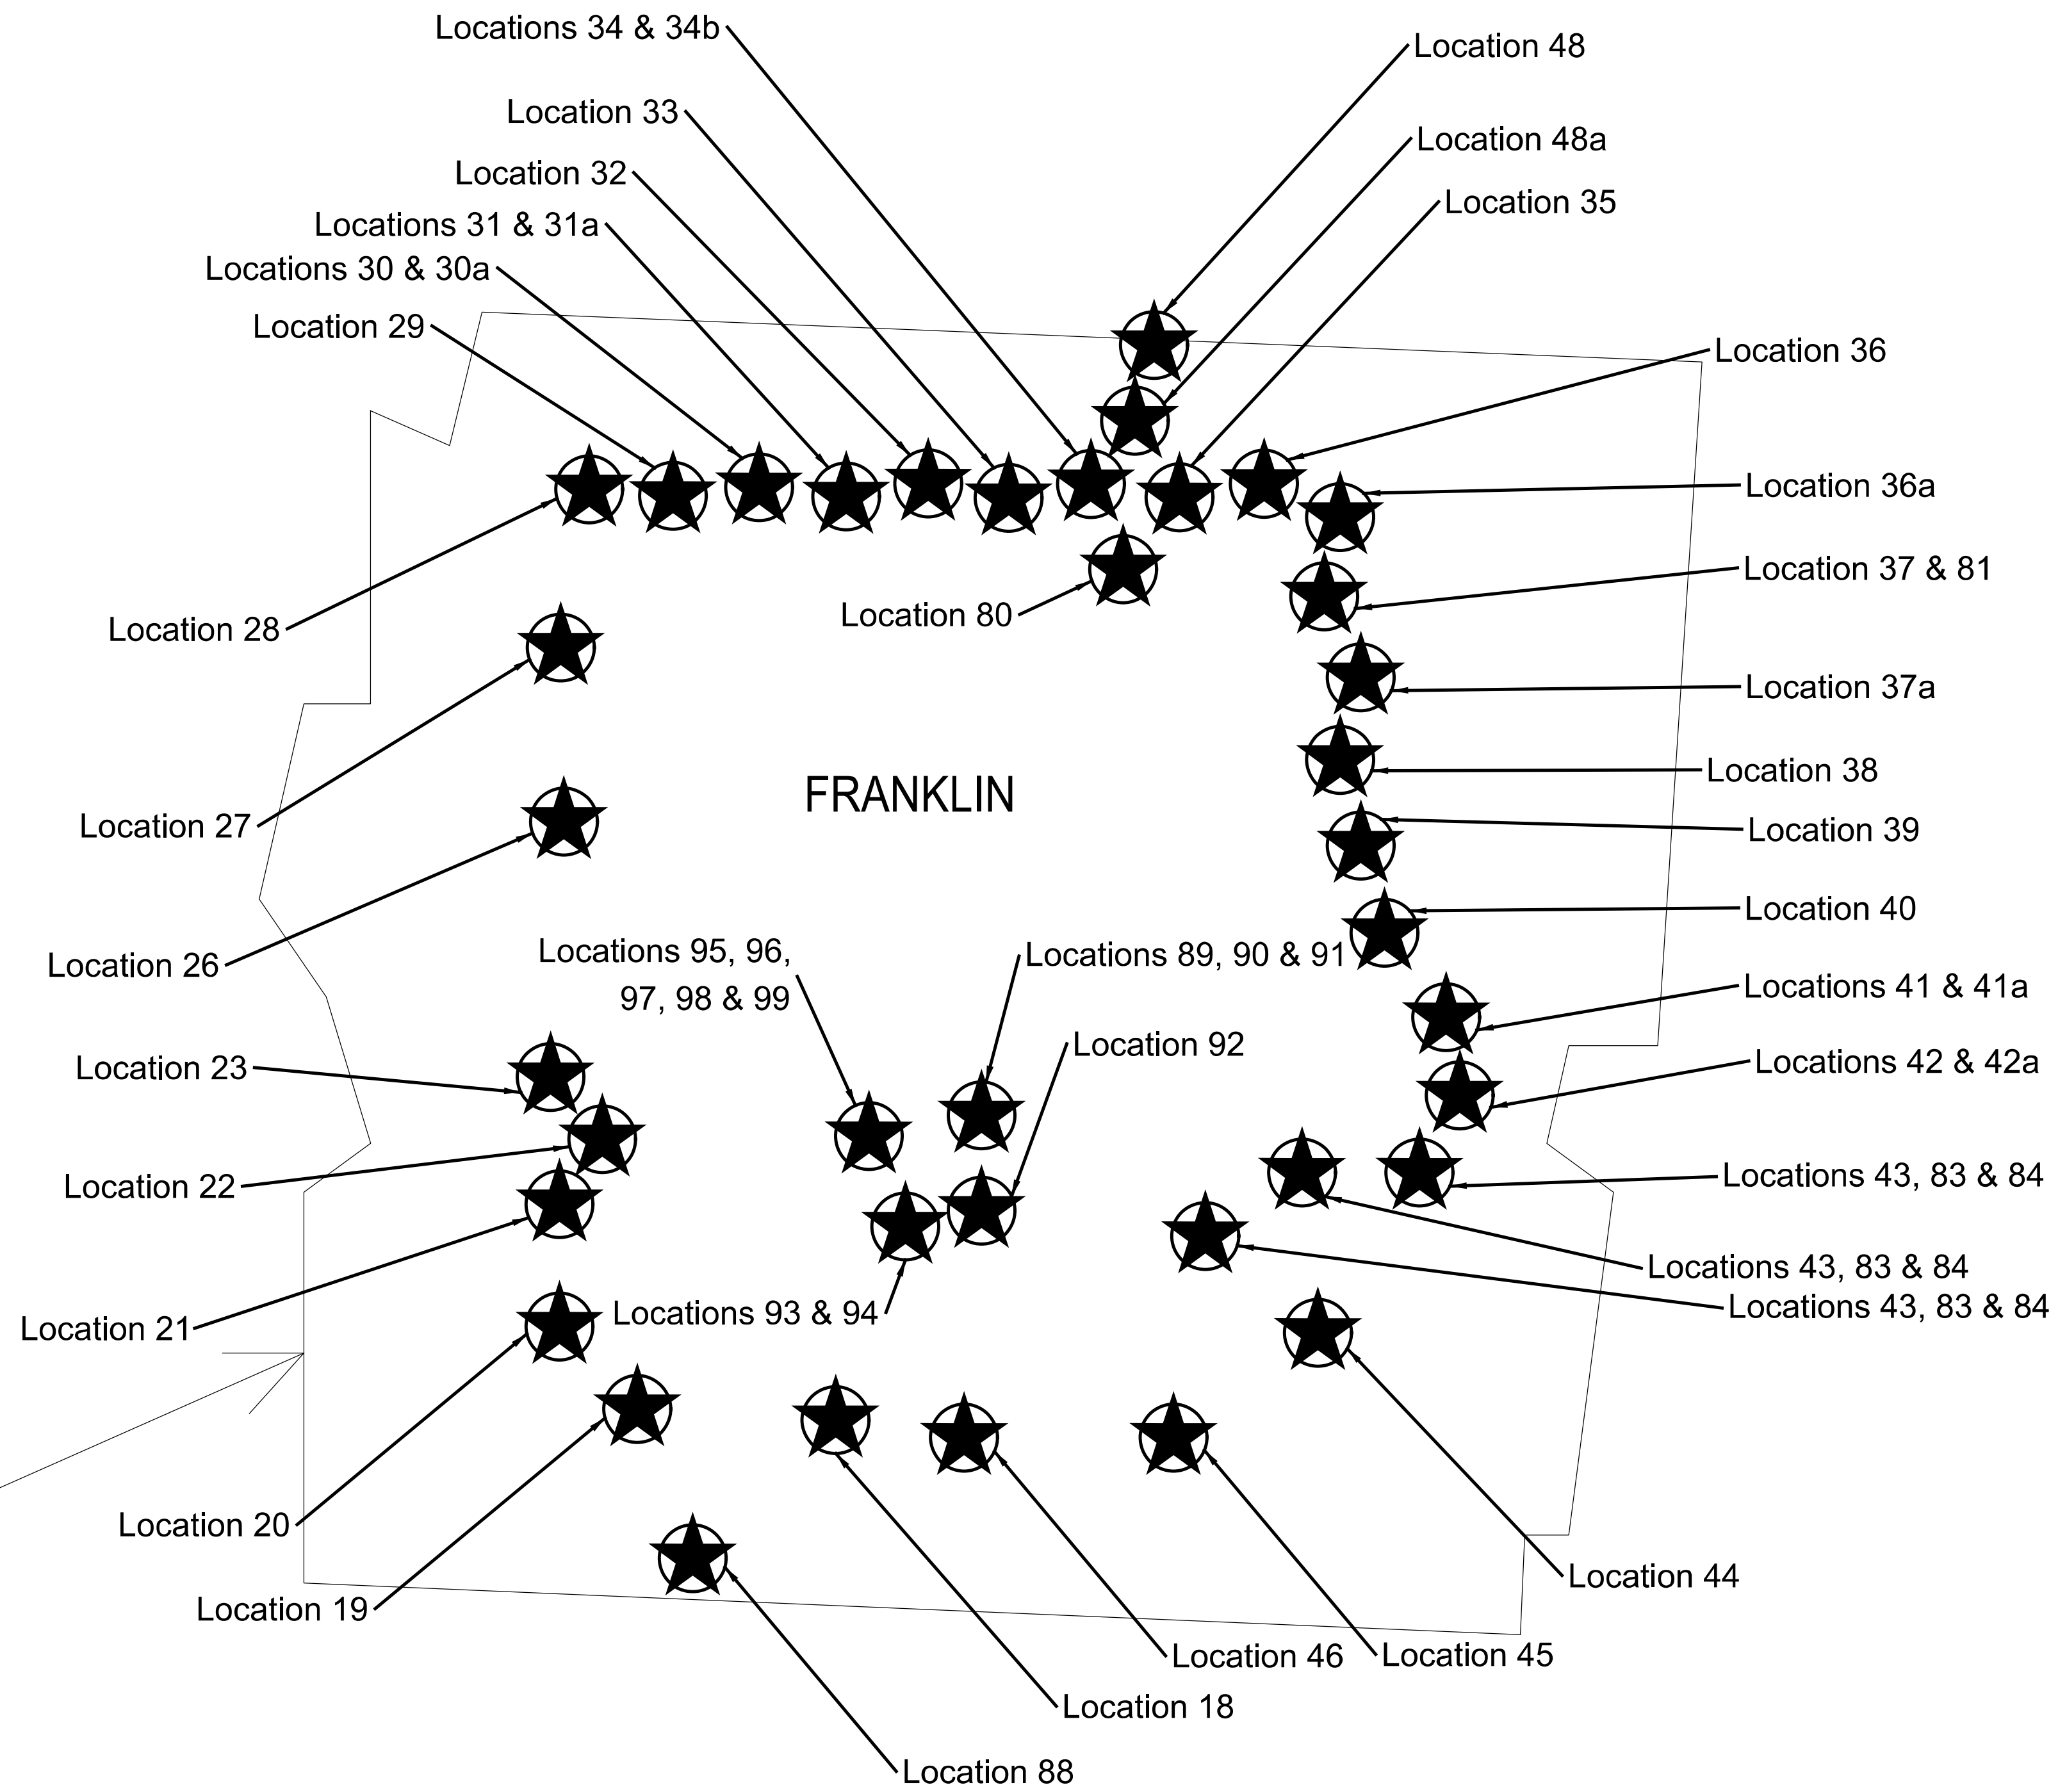 Locations 34 & 34b
Location 48
Location 33
Location 48a
Location 32
Location 35
Locations 31 & 31a
Locations 30 & 30a
Location 29
Location 36
Location 36a
Location 37 & 81
Location 80
Location 28
Location 37a
Location 38
FRANKLIN
Location 27
Location 39
Location 40
Locations 95, 96,
97, 98 & 99
Locations 89, 90 & 91
Location 26
Locations 41 & 41a
Location 92
Locations 42 & 42a
Location 23
Locations 43, 83 & 84
Location 22
Locations 43, 83 & 84
Locations 43, 83 & 84
Locations 93 & 94
Location 21
Location 20
Location 44
Location 19
Location 46
Location 45
Location 18
Location 88